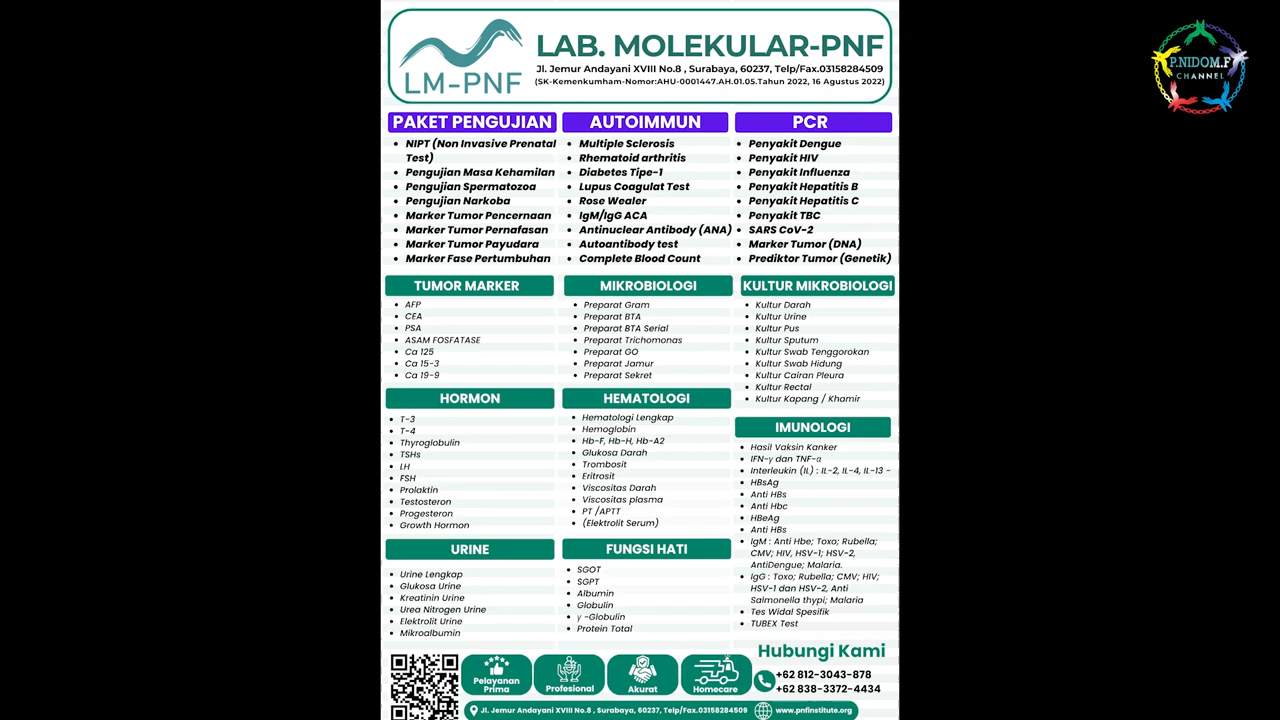 LAB. MOLEKULAR-PNF
LM-PNF
Jl. Jemur Andayani XVIII No.8 , Surabaya, 60237, Telp/Fax.03158284509
(SK-Kemenkumham-Nomor:AHU-0001447.AH.01.05.Tahun 2022, 16 Agustus 2022)
P.NIDOM.F
CHANNEL
PAKET PENGUJIAN
NIPT (Non Invasive Prenatal
Test)
Pengujian Masa Kehamilan
Pengujian Spermatozoa
Pengujian Narkoba
Marker Tumor Pencernaan
Marker Tumor Pernafasan
Marker Tumor Payudara
Marker Fase Pertumbuhan
AUTOIMMUN
Multiple Sclerosis
Rhematoid arthritis
Diabetes Tipe-1
Lupus Coagulat Test
Rose Wealer
IgM/IgG ACA
Antinuclear Antibody (ANA)
Autoantibody test
Complete Blood Count
PCR
Penyakit Dengue
Penyakit HIV
Penyakit Influenza
Penyakit Hepatitis B
Penyakit Hepatitis C
Penyakit TBC
SARS CoV-2
Marker Tumor (DNA)
Prediktor Tumor (Genetik)
TUMOR MARKER
AFP
CEA
PSA
ASAM FOSFATASE
Ca 125
Ca 15-3
Ca 19-9
MIKROBIOLOGI
Preparat Gram
Preparat BTA
Preparat BTA Serial
Preparat Trichomonas
Preparat GO
Preparat Jamur
Preparat Sekret
KULTUR MIKROBIOLOGI
Kultur Darah
Kultur Urine
Kultur Pus
Kultur Sputum
Kultur Swab Tenggorokan
Kultur Swab Hidung
Kultur Cairan Pleura
Kultur Rectal
Kultur Kapang / Khamir
HORMON
T-3
T-4
Thyroglobulin
TSHs
LH
FSH
Prolaktin
Testosteron
Progesteron
Growth Hormon
HEMATOLOGI
Hematologi Lengkap
Hemoglobin
Hb-F, Hb-H, Hb-A2
Glukosa Darah
Trombosit
Eritrosit
Viscositas Darah
Viscositas plasma
PT /APTT
(Elektrolit Serum)
IMUNOLOGI
Hasil Vaksin Kanker
IFN-γ dan TNF-α
Interleukin (IL) : IL-2, IL-4, IL-13 -
HBsAg
Anti HBs
Anti Hbc
HBeAg
Anti HBs
IgM : Anti Hbe; Toxo; Rubella;
CMV; HIV, HSV-1; HSV-2,
AntiDengue; Malaria.
IgG : Toxo; Rubella; CMV; HIV;
HSV-1 dan HSV-2, Anti
Salmonella thypi; Malaria
Tes Widal Spesifik
TUBEX Test
URINE
Urine Lengkap
Glukosa Urine
Kreatinin Urine
Urea Nitrogen Urine
Elektrolit Urine
Mikroalbumin
FUNGSI HATI
SGOT
SGPT
Albumin
Globulin
γ -Globulin
Protein Total
Hubungi Kami
+62 812-3043-878
+62 838-3372-4434
Pelayanan
Prima
Profesional
Akurat
Homecare
Jl. Jemur Andayani XVIII No.8 , Surabaya, 60237, Telp/Fax.03158284509
www.pnfinstitute.org